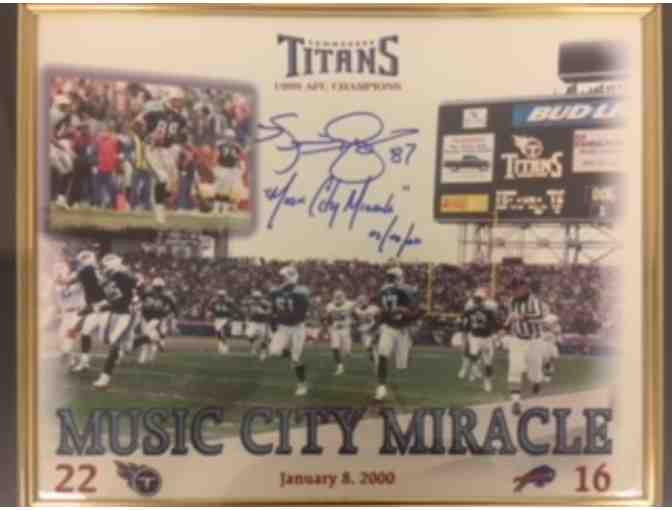 TENNESSEE
TITANS
1999 AFC CHAMPIONS
BUD LI
TITANS
87
"Music City Miracle"
MUSIC CITY MIRACLE
22
January 8, 2000
16